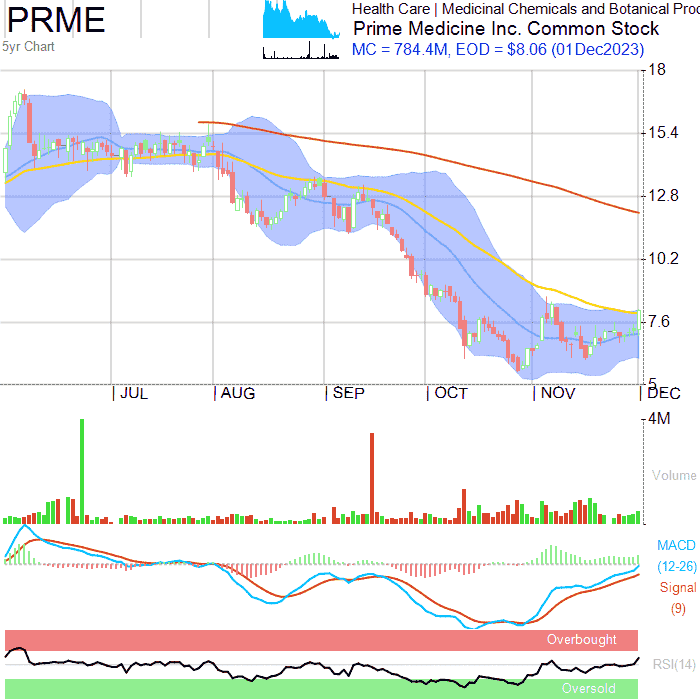 PRME
5yr Chart
Health Care | Medicinal Chemicals and Botanical Proc
Prime Medicine Inc. Common Stock
MC = 784.4M, EOD = $8.06 (01Dec2023)
18
15.4
12.8
10.2
7.6
5
JUL AUG SEP OCT NOV DEC
4M
Volume
MACD
(12-26)
Signal
(9)
Overbought
RSI(14)
Oversold